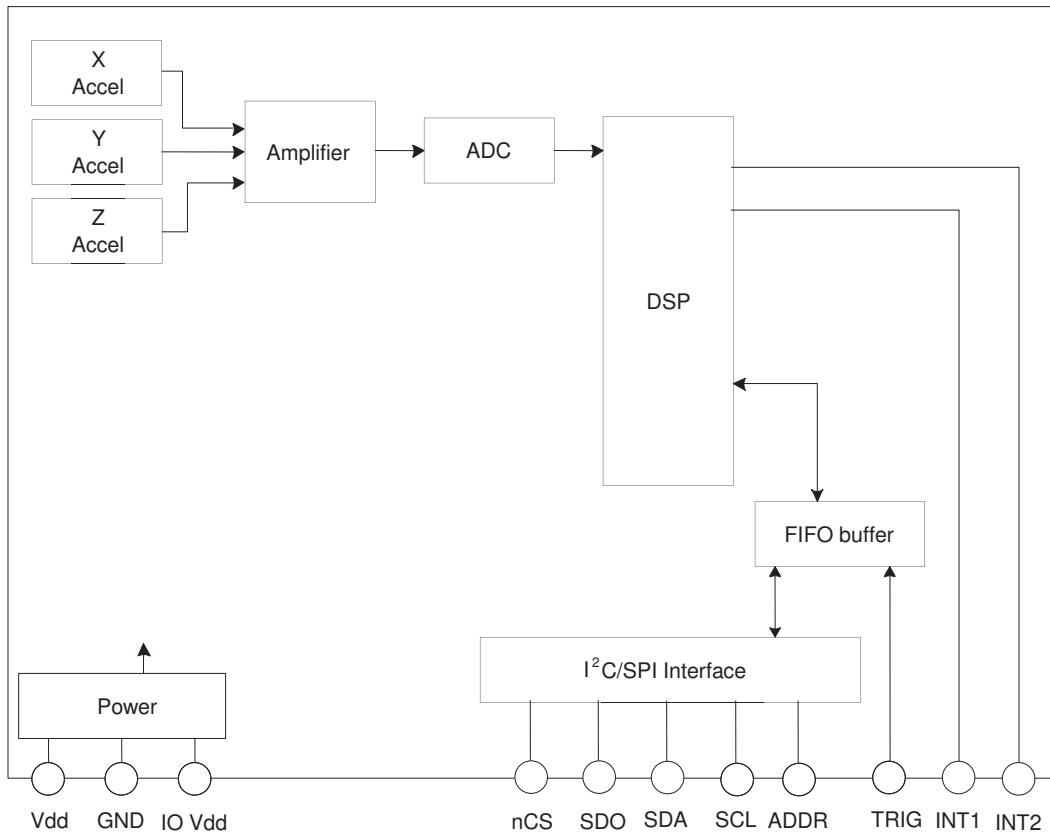 X
Accel
Y
Accel
Z
Accel
Amplifier
ADC
DSP
FIFO buffer
I²C/SPI Interface
Power
Vdd
GND
IO Vdd
nCS
SDO
SDA
SCL
ADDR
TRIG
INT1
INT2